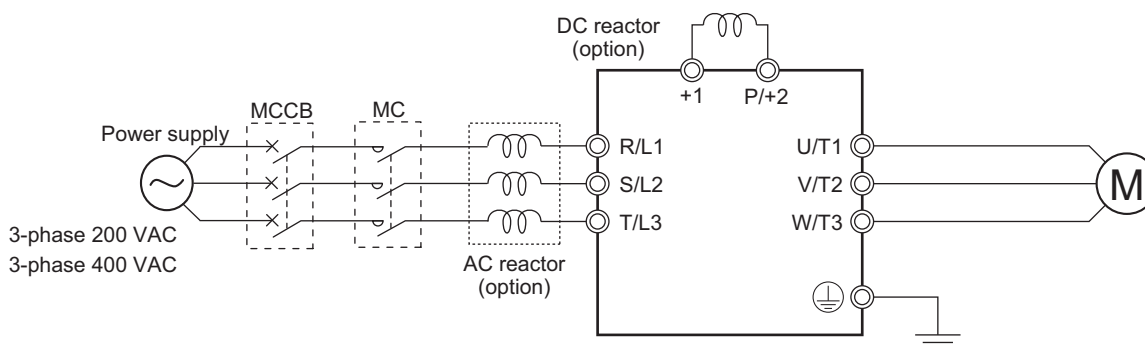 DC reactor
(option)
+1
P/+2
MCCB
MC
Power supply
R/L1
U/T1
S/L2
V/T2
M
T/L3
W/T3
3-phase 200 VAC
3-phase 400 VAC
AC reactor
(option)